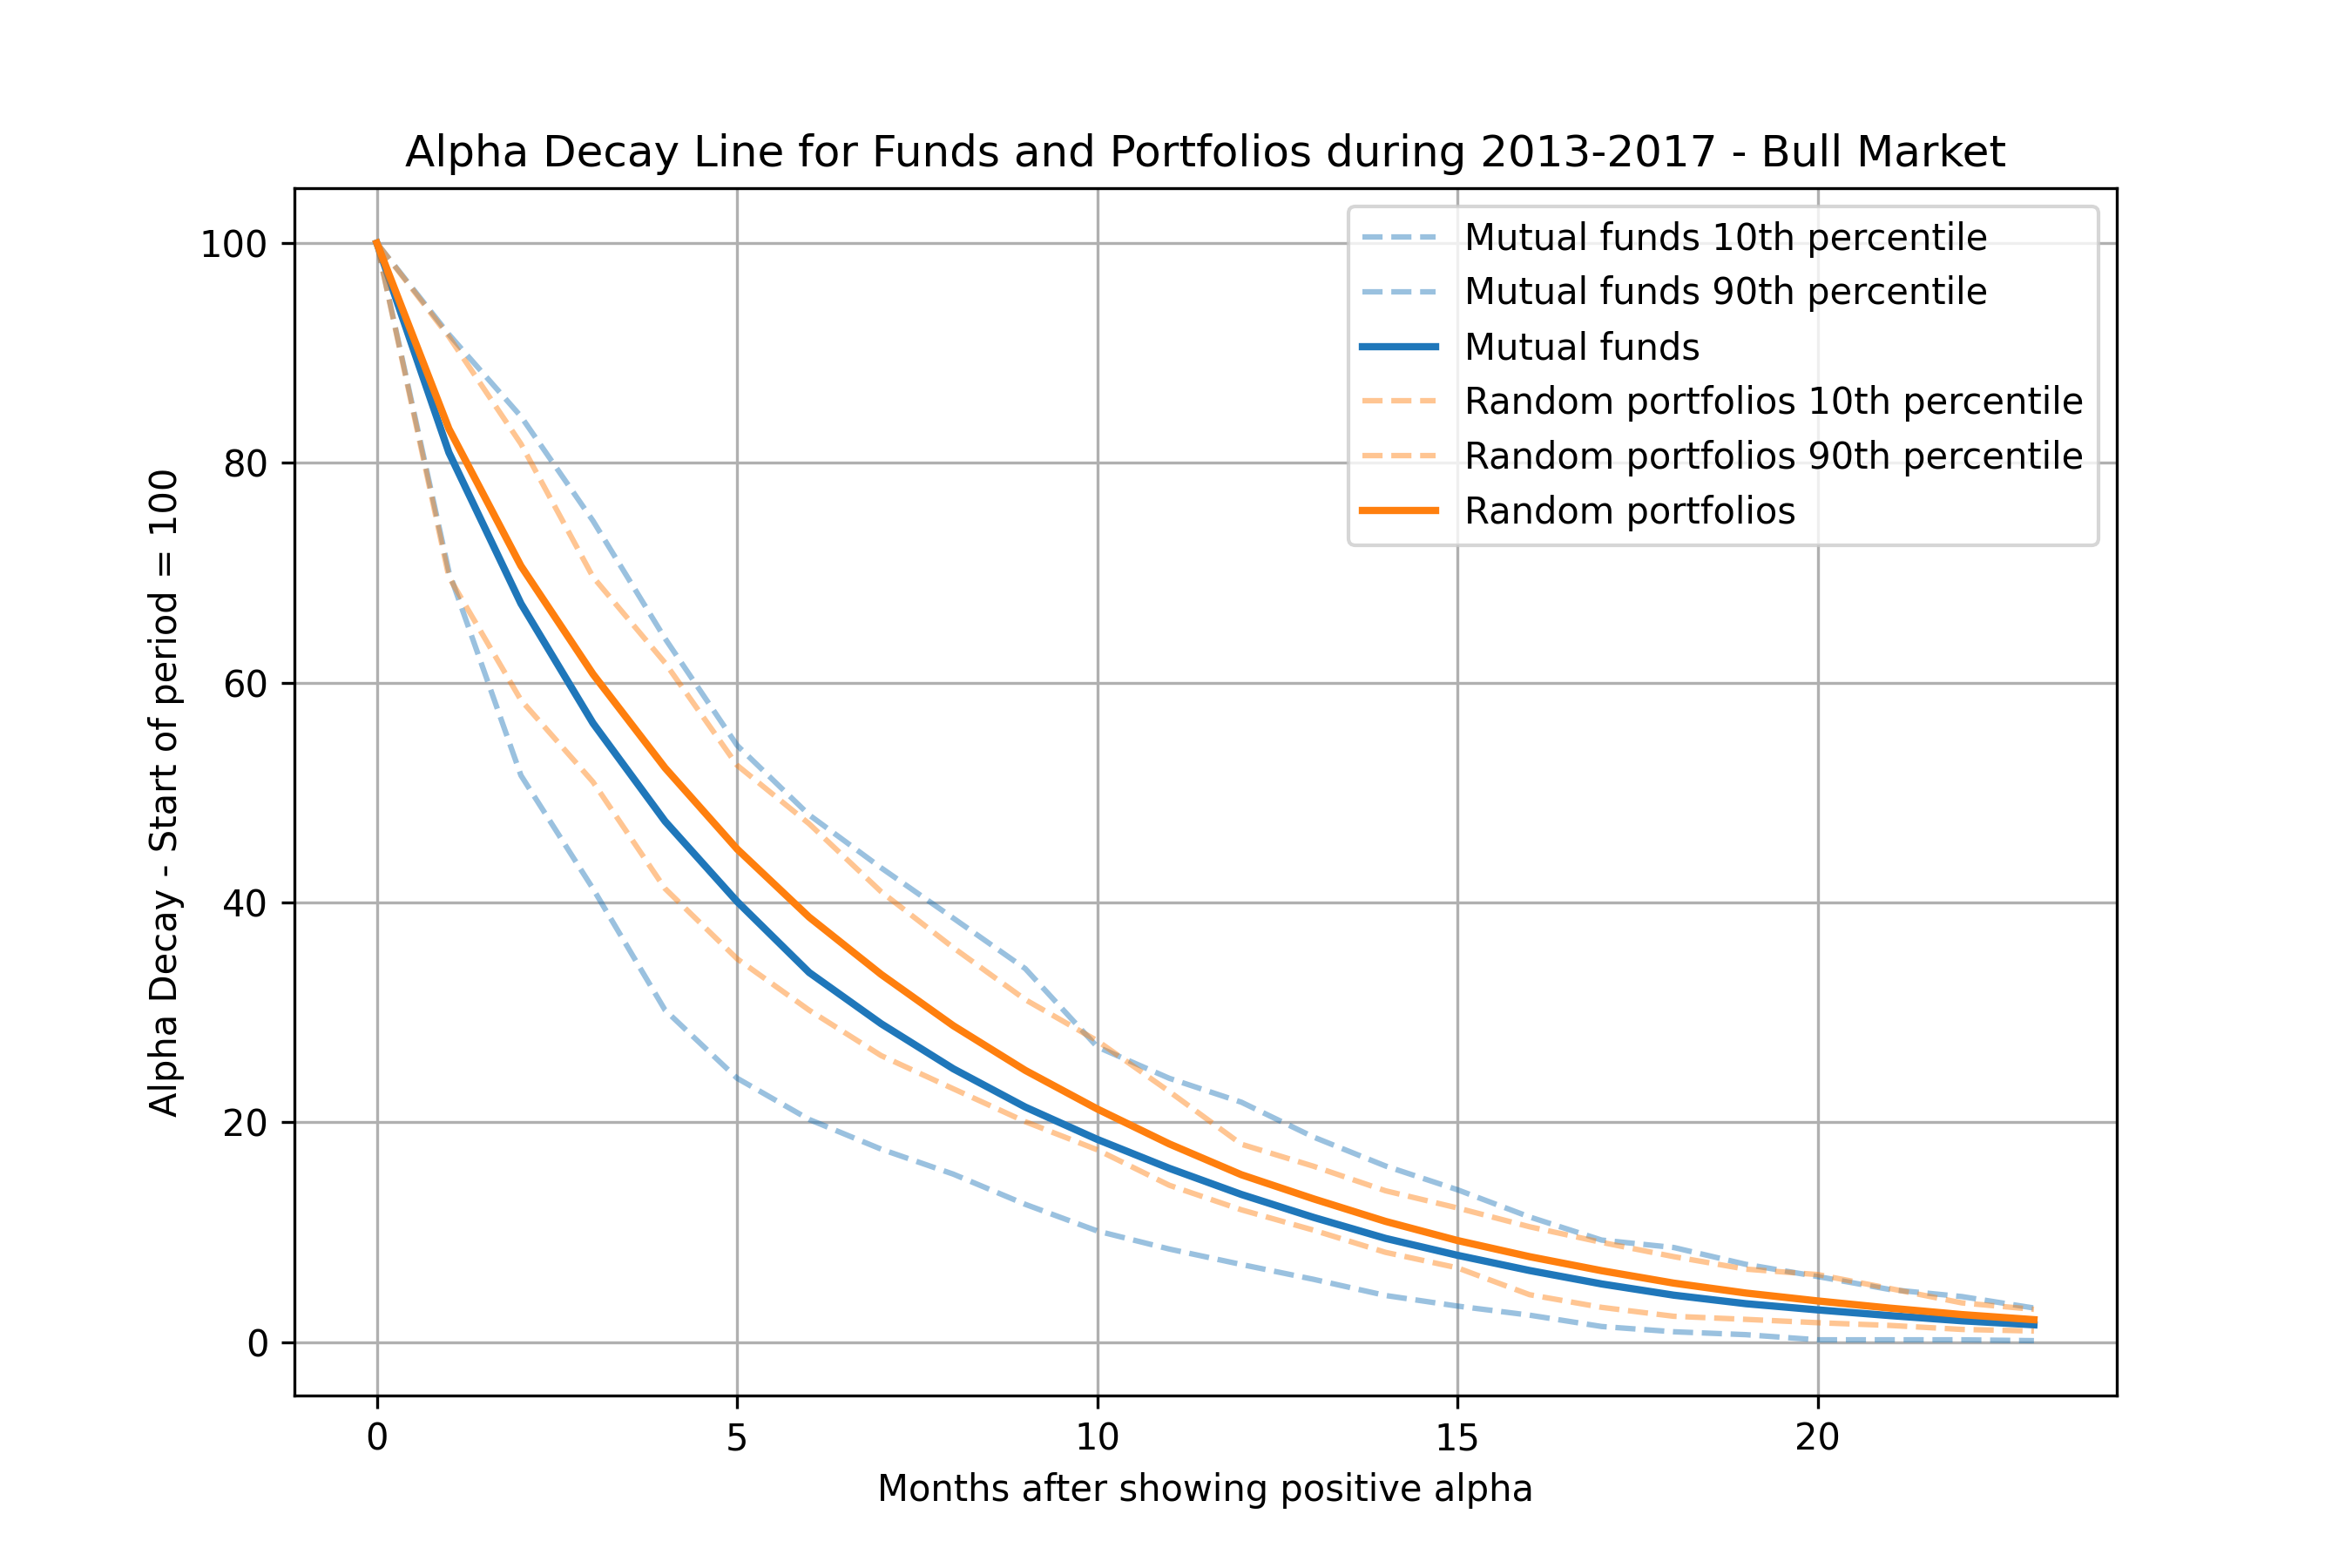 Alpha Decay Line for Funds and Portfolios during 2013-2017 - Bull Market
Mutual funds 10th percentile
Mutual funds 90th percentile
Mutual funds
Random portfolios 10th percentile
Random portfolios 90th percentile
Random portfolios
Alpha Decay - Start of period = 100
100
80
60
40
20
0
0 5 10 15 20
Months after showing positive alpha